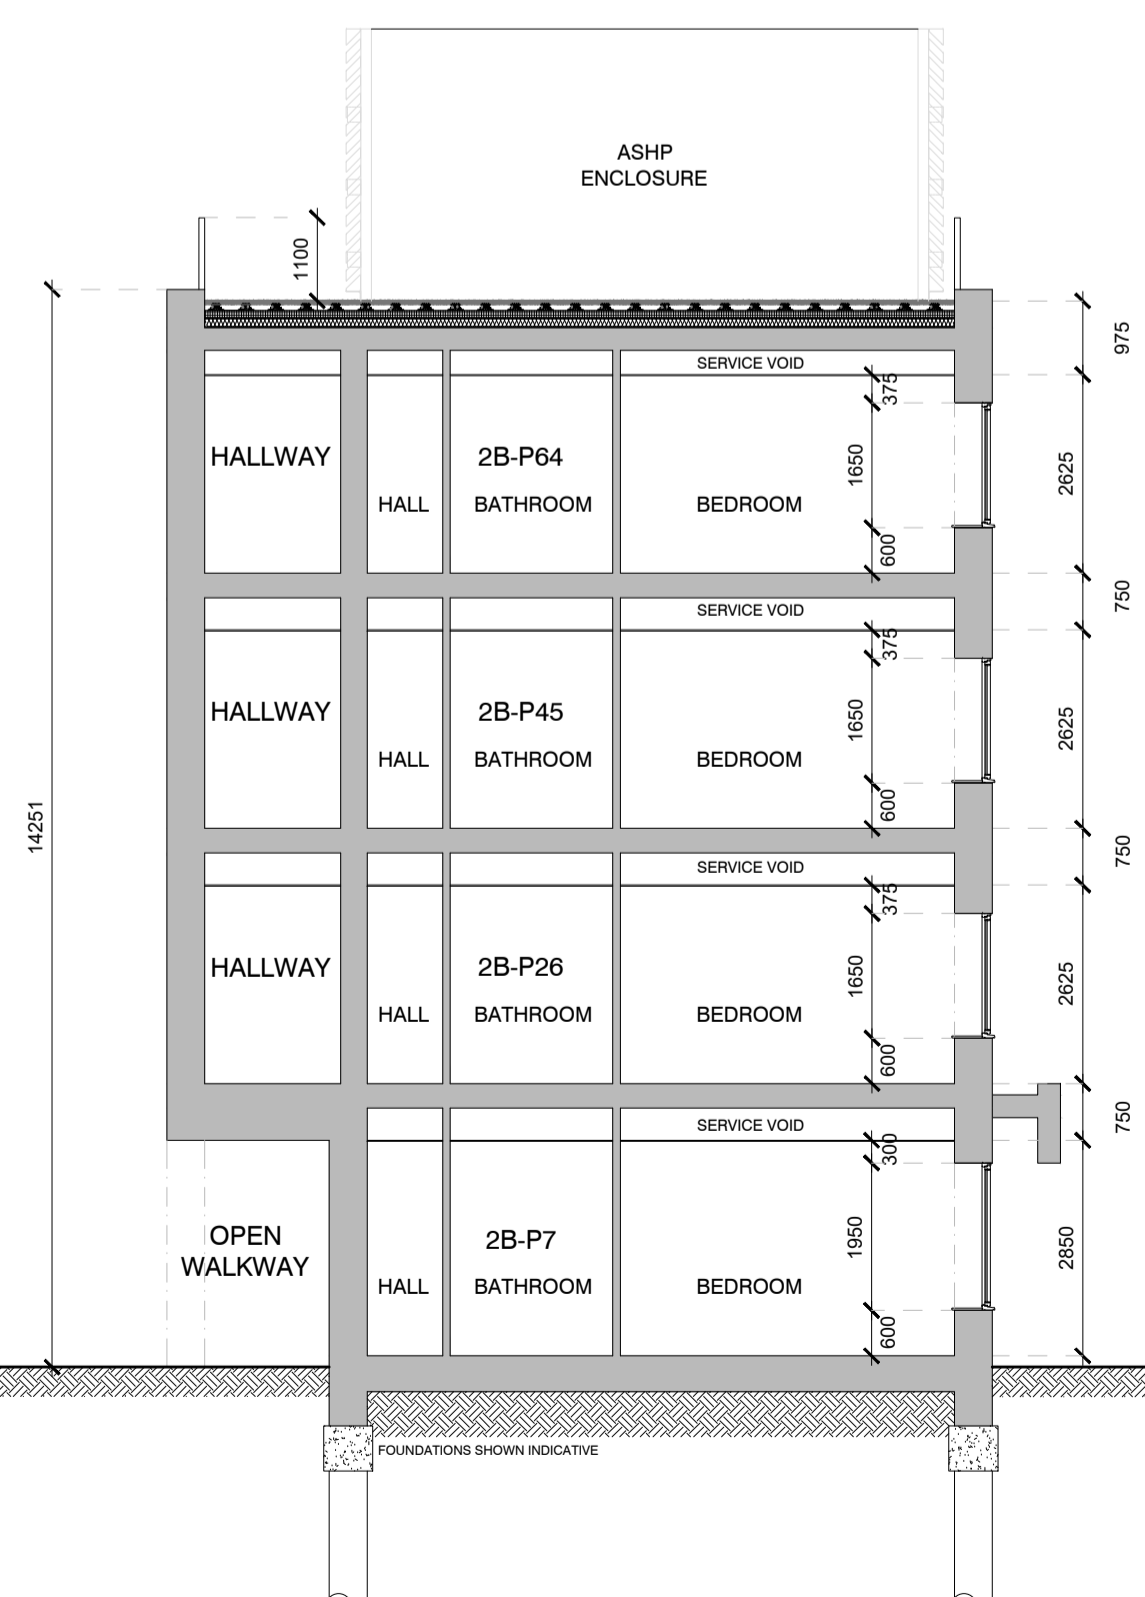 ASHP
ENCLOSURE
1100
975
SERVICE VOID
375
HALLWAY
2B-P64
1650
2625
HALL
BATHROOM
BEDROOM
600
750
SERVICE VOID
375
HALLWAY
2B-P45
1650
2625
HALL
BATHROOM
BEDROOM
600
14251
750
SERVICE VOID
375
HALLWAY
2B-P26
1650
2625
HALL
BATHROOM
BEDROOM
600
750
SERVICE VOID
300
OPEN
WALKWAY
2B-P7
1950
2850
HALL
BATHROOM
BEDROOM
600
FOUNDATIONS SHOWN INDICATIVE